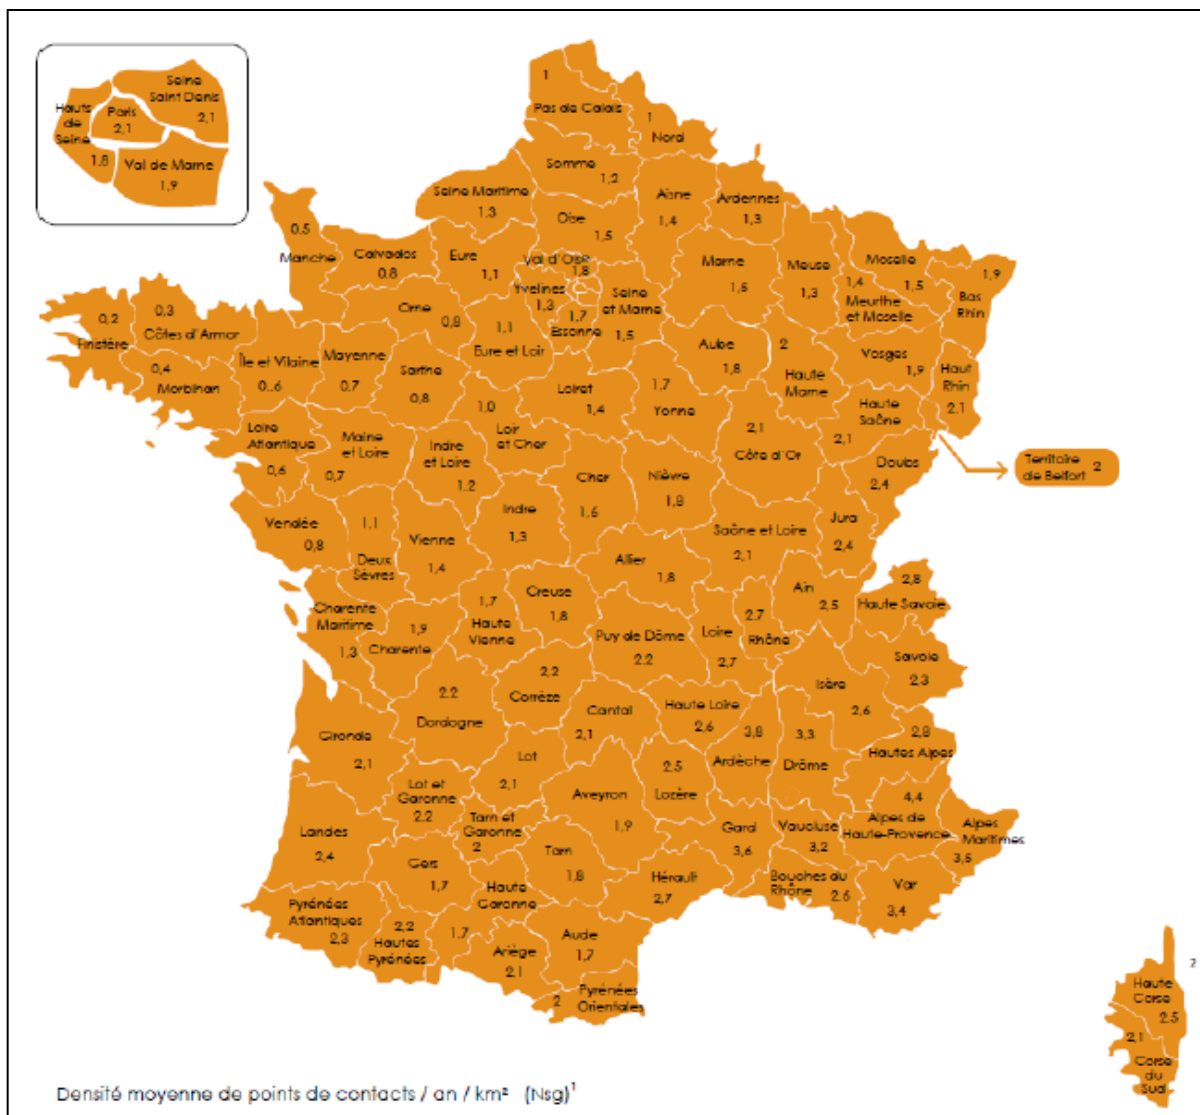 Seine
Saint Denis
2,1
Hauts
de
Seine
1,8
Paris
2,1
Val de Marne
1,9
1
Pas de Calais
1
Nord
Somme
1,2
Seine Maritime
1,3
Oise
1,5
Aisne
1,4
Ardennes
1,3
0,5
Manche
Calvados
0,8
Eure
1,1
Val d'Oise
1,8
Yvelines
1,3
1,7
Essonne
Seine
et Marne
1,5
Marne
1,5
Meuse
1,3
Moselle
1,5
1,4
Meurthe
et Moselle
1,9
Bas
Rhin
0,2
Finistère
0,3
Côtes d'Armor
0,4
Morbihan
Île et Vilaine
0..6
Mayenne
0,7
Orne
0,8
Sarthe
0,8
1,1
Eure et Loir
1,0
Loir
et Cher
Loiret
1,4
1,7
Yonne
Aube
1,8
2
Haute
Marne
Vosges
1,9
Haut
Rhin
2,1
Haute
Saône
2,1
Territoire
de Belfort 2
Loire
Atlantique
0,6
Maine
et Loire
0,7
Indre
et Loire
1.2
Cher
1,6
Nièvre
1,8
2,1
Côte d'Or
Doubs
2,4
Vendée
0,8
1,1
Deux
Sèvres
Vienne
1,4
Indre
1,3
Allier
1,8
Saône et Loire
2,1
Jura
2,4
Charente
Maritime
1,3
1,9
Charente
1,7
Haute
Vienne
Creuse
1,8
Puy de Dôme
2.2
Loire
2,7
2.7
Rhône
Ain
2,5
2,8
Haute Savoie
Savoie
2.3
Isère
2,6
2.2
Dordogne
2,2
Corrèze
Cantal
2,1
Haute Loire
2,6
3,8
Ardèche
3,3
Drôme
2,8
Hautes Alpes
Gironde
2,1
Lot et
Garonne
2.2
Lot
2,1
Aveyron
1,9
2.5
Lozère
4,4
Alpes de
Haute-Provence
Alpes
Maritimes
3,5
Landes
2,4
Gers
1,7
Tarn et
Garonne
2
Tarn
1,8
Gard
3,6
Vaucluse
3,2
Hérault
2,7
Bouches du
Rhône
2.6
Var
3,4
Pyrénées
Atlantiques
2,3
2,2
Hautes
Pyrénées
Haute
Garonne
1,7
Ariège
2,1
Aude
1,7
2
Pyrénées
Orientales
2
Haute
Corse
2.5
2,1
Corse
du
Sud
Densité moyenne de points de contacts / an / km² (Nsg)¹